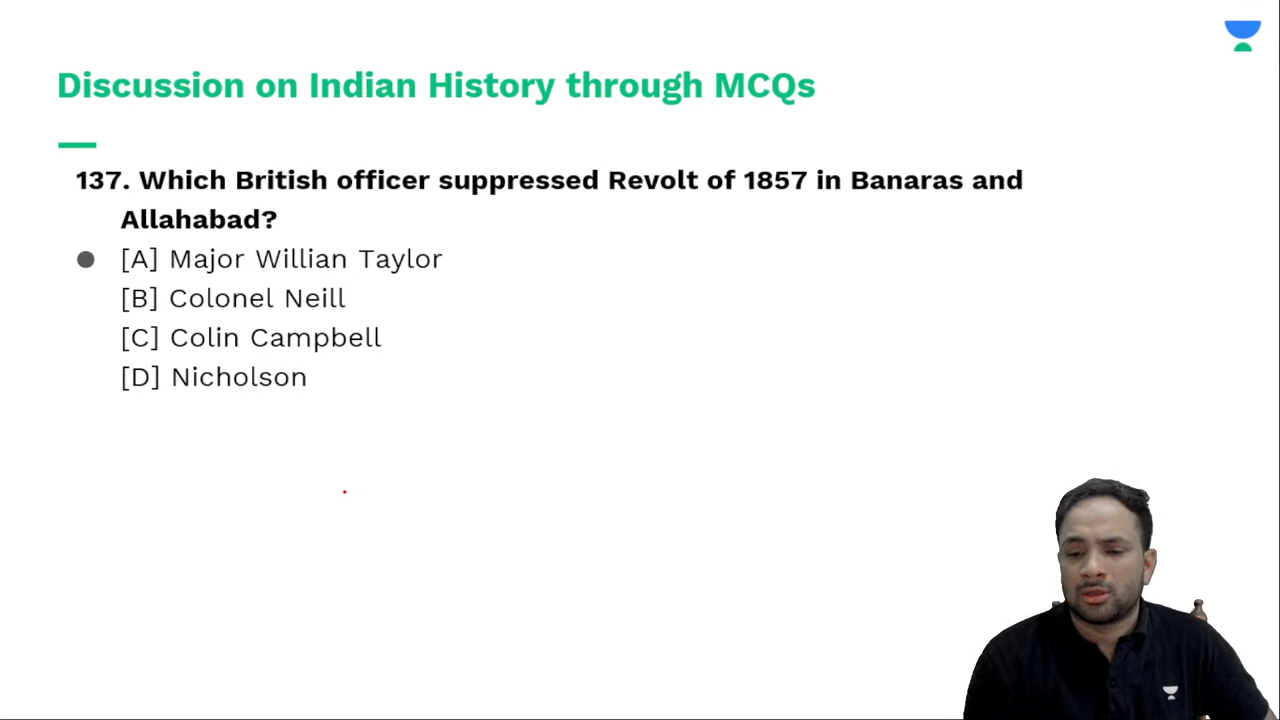 Discussion on Indian History through MCQs
137. Which British officer suppressed Revolt of 1857 in Banaras and
Allahabad?
[A] Major Willian Taylor
[B] Colonel Neill
[C] Colin Campbell
[D] Nicholson